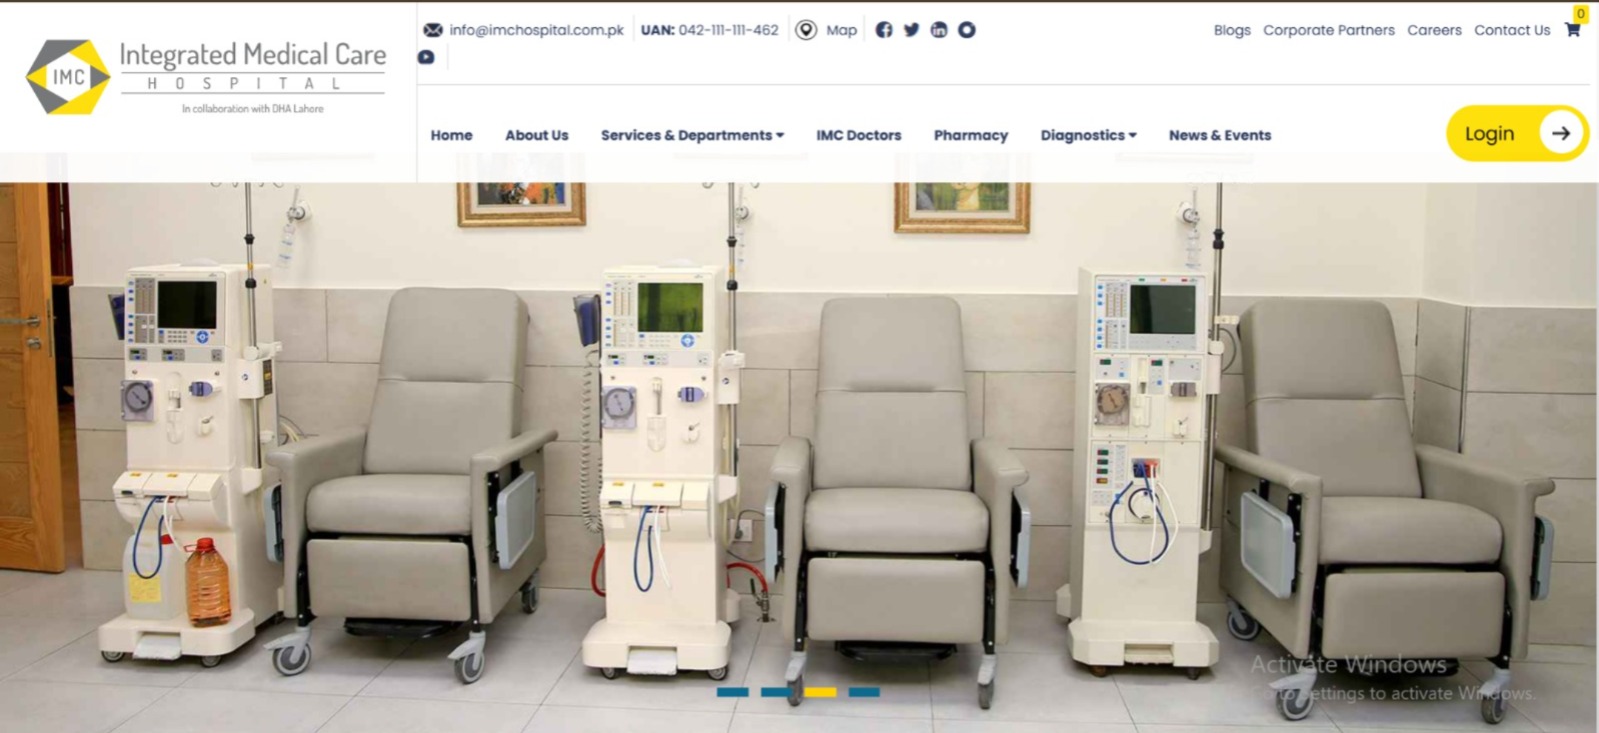 info@imchospital.com.pk UAN: 042-111-111-462 Map
Blogs Corporate Partners Careers Contact Us 0
IMC
Integrated Medical Care
HOSPITAL
In collaboration with DHA Lahore
Home About Us Services & Departments IMC Doctors Pharmacy Diagnostics News & Events
Login
Activate Windows
Go to Settings to activate Windows.